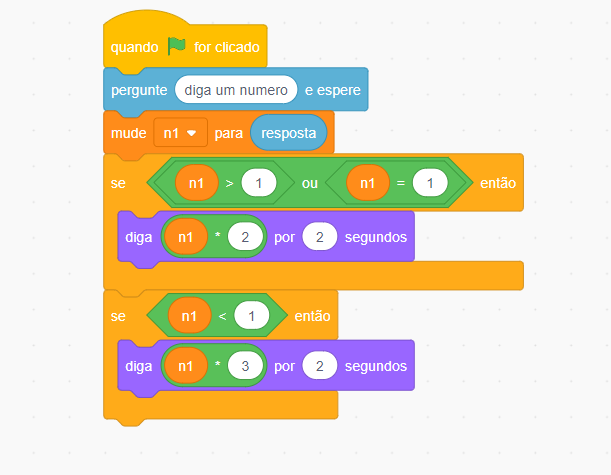 quando for clicado
pergunte diga um numero e espere
mude n1 para resposta
se n1 > 1 ou n1 = 1 então
diga n1 * 2 por 2 segundos
se n1 < 1 então
diga n1 * 3 por 2 segundos